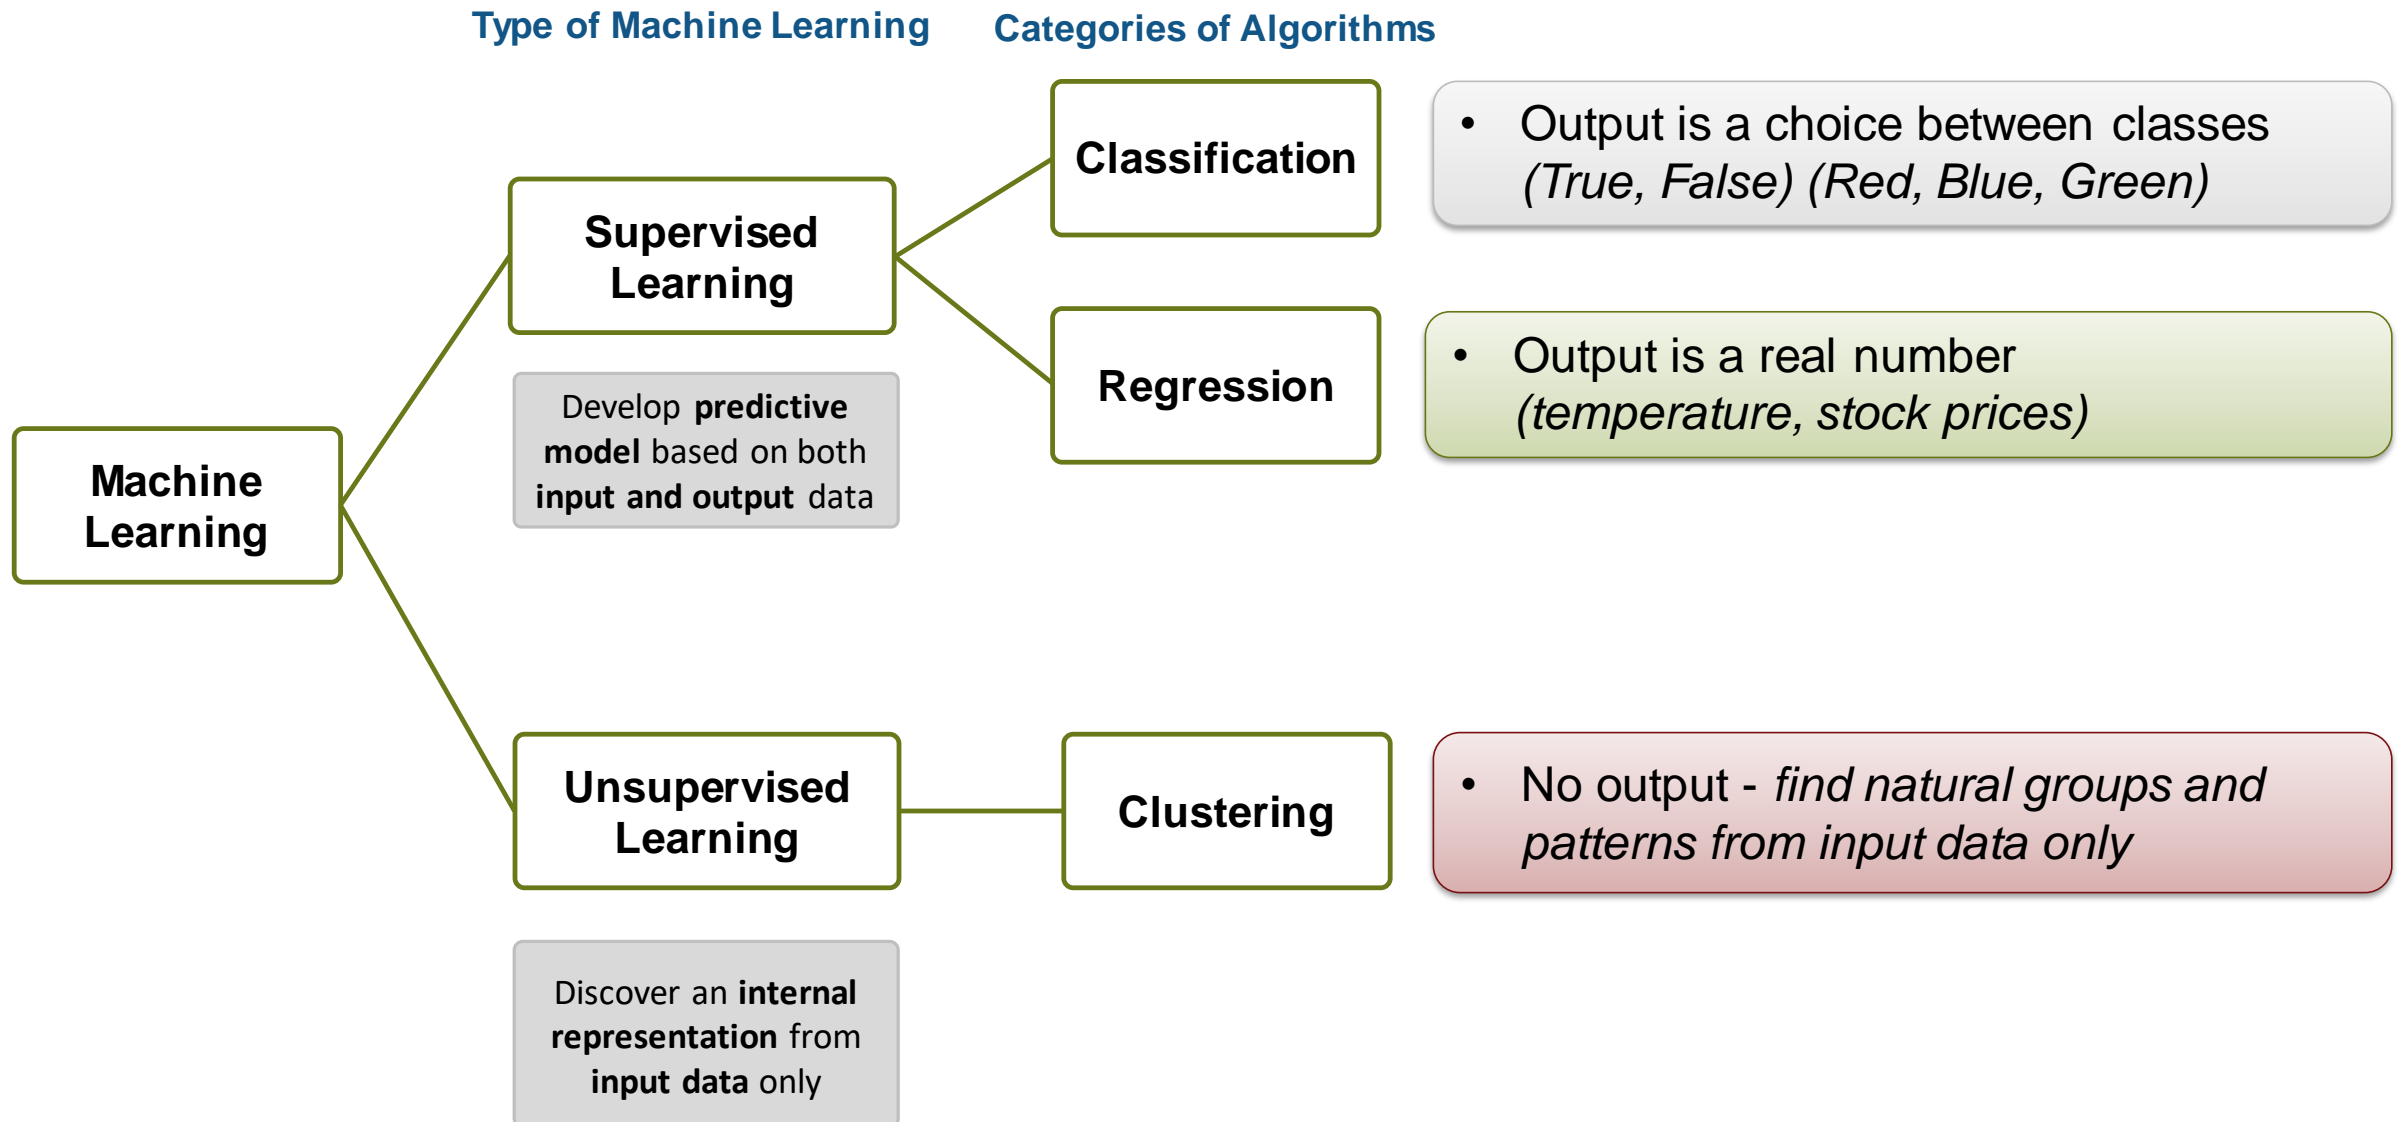 Type of Machine Learning
Categories of Algorithms
Machine
Learning
Supervised
Learning
Develop predictive
model based on both
input and output data
Classification
• Output is a choice between classes
(True, False) (Red, Blue, Green)
Regression
• Output is a real number
(temperature, stock prices)
Unsupervised
Learning
Discover an internal
representation from
input data only
Clustering
• No output - find natural groups and
patterns from input data only